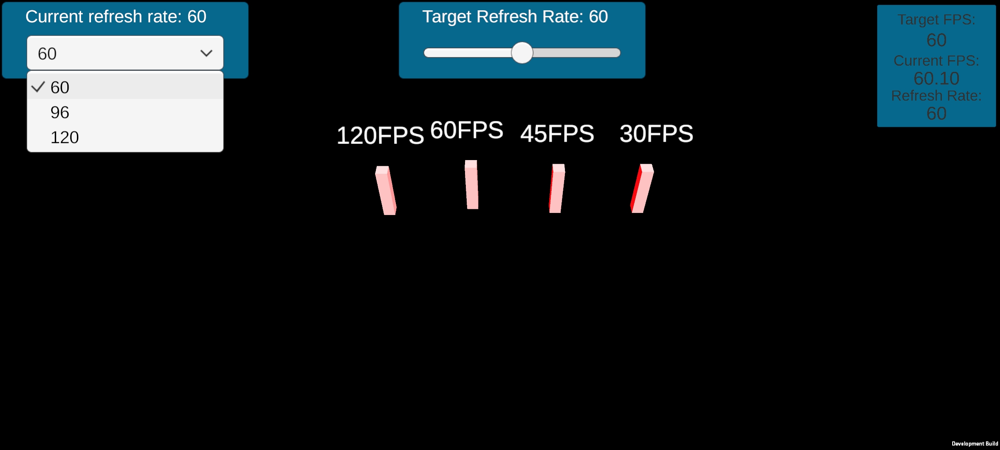 Current refresh rate: 60
60
60
96
120
Target Refresh Rate: 60
Target FPS:
60
Current FPS:
60.10
Refresh Rate:
60
120FPS 60FPS 45FPS 30FPS
Development Build